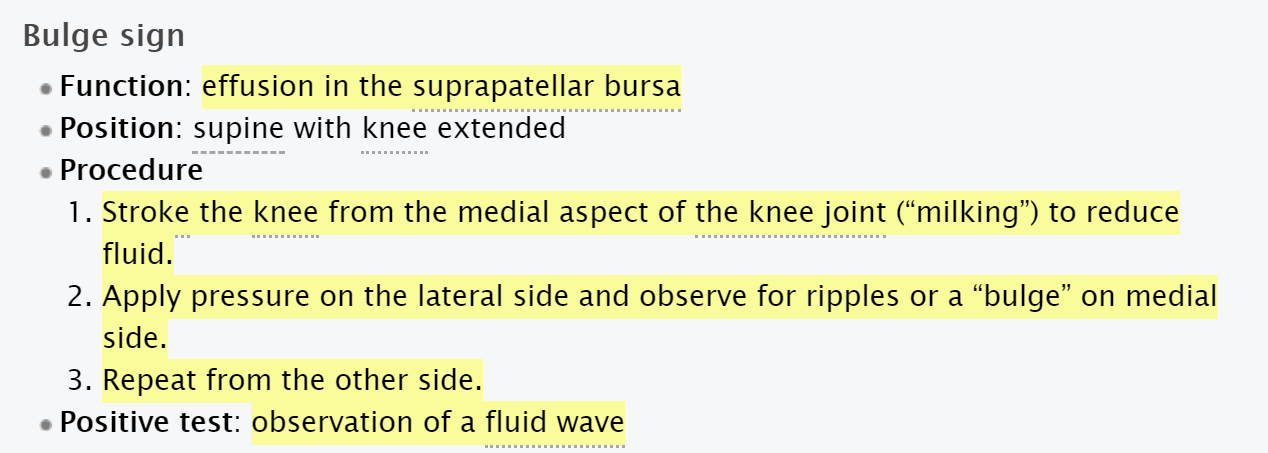 Bulge sign
Function: effusion in the suprapatellar bursa
Position: supine with knee extended
Procedure
1. Stroke the knee from the medial aspect of the knee joint (“milking”) to reduce
fluid.
2. Apply pressure on the lateral side and observe for ripples or a “bulge” on medial
side.
3. Repeat from the other side.
Positive test: observation of a fluid wave